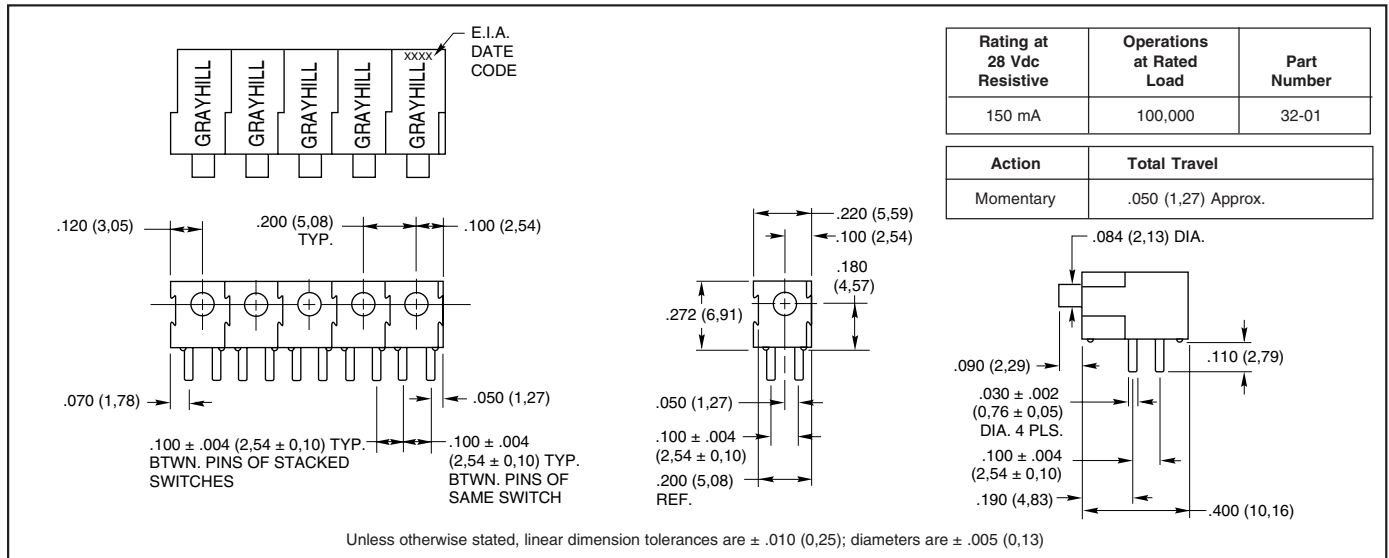 E.I.A.
DATE
CODE
XXXX
GRAYHILL
GRAYHILL
GRAYHILL
GRAYHILL
GRAYHILL
Rating at
28 Vdc
Resistive
Operations
at Rated
Load
Part
Number
150 mA
100,000
32-01
Action
Total Travel
Momentary
.050 (1,27) Approx.
.120 (3,05)
.200 (5,08)
TYP.
.100 (2,54)
.070 (1,78)
.050 (1,27)
.100 ± .004 (2,54 ± 0,10) TYP.
BTWN. PINS OF STACKED
SWITCHES
.100 ± .004
(2,54 ± 0,10) TYP.
BTWN. PINS OF
SAME SWITCH
.220 (5,59)
.100 (2,54)
.180
(4,57)
.272 (6,91)
.050 (1,27)
.100 ± .004
(2,54 ± 0,10)
.200 (5,08)
REF.
.084 (2,13) DIA.
.090 (2,29)
.110 (2,79)
.030 ± .002
(0,76 ± 0,05)
DIA. 4 PLS.
.100 ± .004
(2,54 ± 0,10)
.190 (4,83)
.400 (10,16)
Unless otherwise stated, linear dimension tolerances are ± .010 (0,25); diameters are ± .005 (0,13)